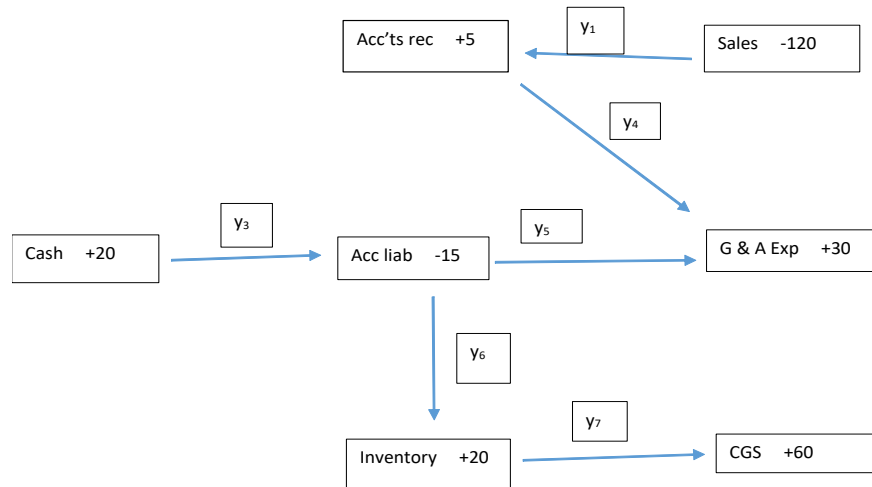 y₁
Acc’ts rec +5
Sales -120
y₄
y₃
y₅
Cash +20
Acc liab -15
G & A Exp +30
y₆
y₇
Inventory +20
CGS +60